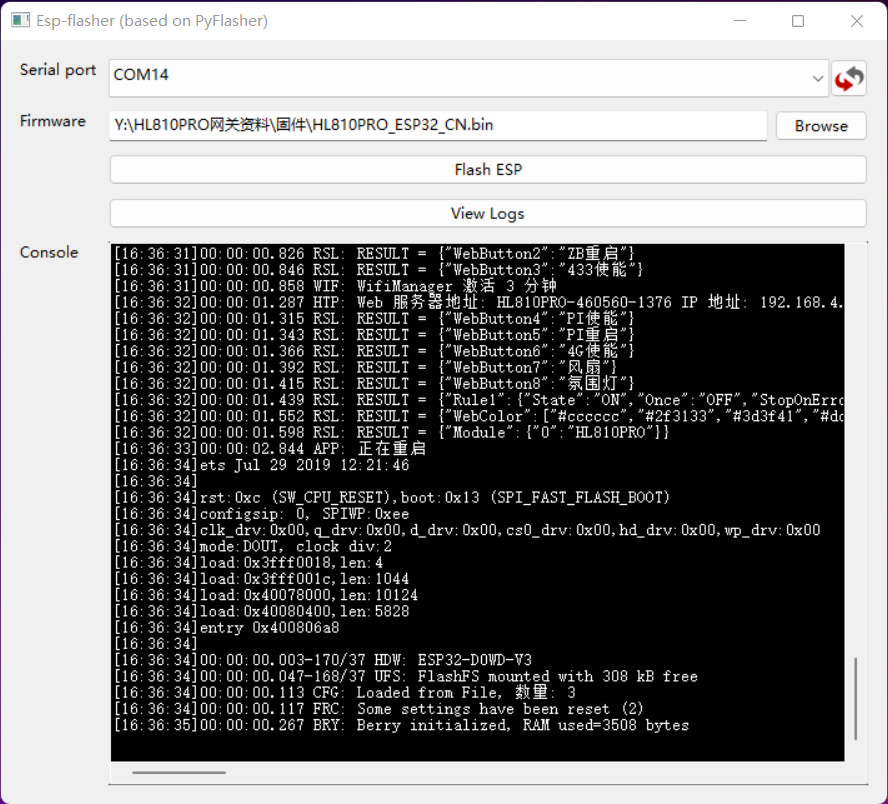 Esp-flasher (based on PyFlasher)
Serial port
COM14
Firmware
Y:\HL810PRO网关资料\固件\HL810PRO_ESP32_CN.bin
Browse
Flash ESP
View Logs
Console
[16:36:31]00:00:00.826 RSL: RESULT = {"WebButton2":"ZB重启"}
[16:36:31]00:00:00.846 RSL: RESULT = {"WebButton3":"433使能"}
[16:36:31]00:00:00.858 WIF: WifiManager 激活 3 分钟
[16:36:32]00:00:01.287 HTP: Web 服务器地址: HL810PRO-460560-1376 IP 地址: 192.168.4.
[16:36:32]00:00:01.315 RSL: RESULT = {"WebButton4":"PI使能"}
[16:36:32]00:00:01.343 RSL: RESULT = {"WebButton5":"PI重启"}
[16:36:32]00:00:01.366 RSL: RESULT = {"WebButton6":"4G使能"}
[16:36:32]00:00:01.392 RSL: RESULT = {"WebButton7":"风扇"}
[16:36:32]00:00:01.415 RSL: RESULT = {"WebButton8":"氛围灯"}
[16:36:32]00:00:01.439 RSL: RESULT = {"Rule1":{"State":"ON","Once":"OFF","StopOnErro
[16:36:32]00:00:01.552 RSL: RESULT = {"WebColor":["#cccccc","#2f3133","#3d3f41","#dd
[16:36:32]00:00:01.598 RSL: RESULT = {"Module":{"0":"HL810PRO"}}
[16:36:33]00:00:02.844 APP: 正在重启
[16:36:34]ets Jul 29 2019 12:21:46
[16:36:34]
[16:36:34]rst:0xc (SW_CPU_RESET),boot:0x13 (SPI_FAST_FLASH_BOOT)
[16:36:34]configsip: 0, SPIWP:0xee
[16:36:34]clk_drv:0x00,q_drv:0x00,d_drv:0x00,cs0_drv:0x00,hd_drv:0x00,wp_drv:0x00
[16:36:34]mode:DOUT, clock div:2
[16:36:34]load:0x3fff0018,len:4
[16:36:34]load:0x3fff001c,len:1044
[16:36:34]load:0x40078000,len:10124
[16:36:34]load:0x40080400,len:5828
[16:36:34]entry 0x400806a8
[16:36:34]
[16:36:34]00:00:00.003-170/37 HDW: ESP32-D0WD-V3
[16:36:34]00:00:00.047-168/37 UFS: FlashFS mounted with 308 kB free
[16:36:34]00:00:00.113 CFG: Loaded from File, 数量: 3
[16:36:34]00:00:00.117 FRC: Some settings have been reset (2)
[16:36:35]00:00:00.267 BRY: Berry initialized, RAM used=3508 bytes